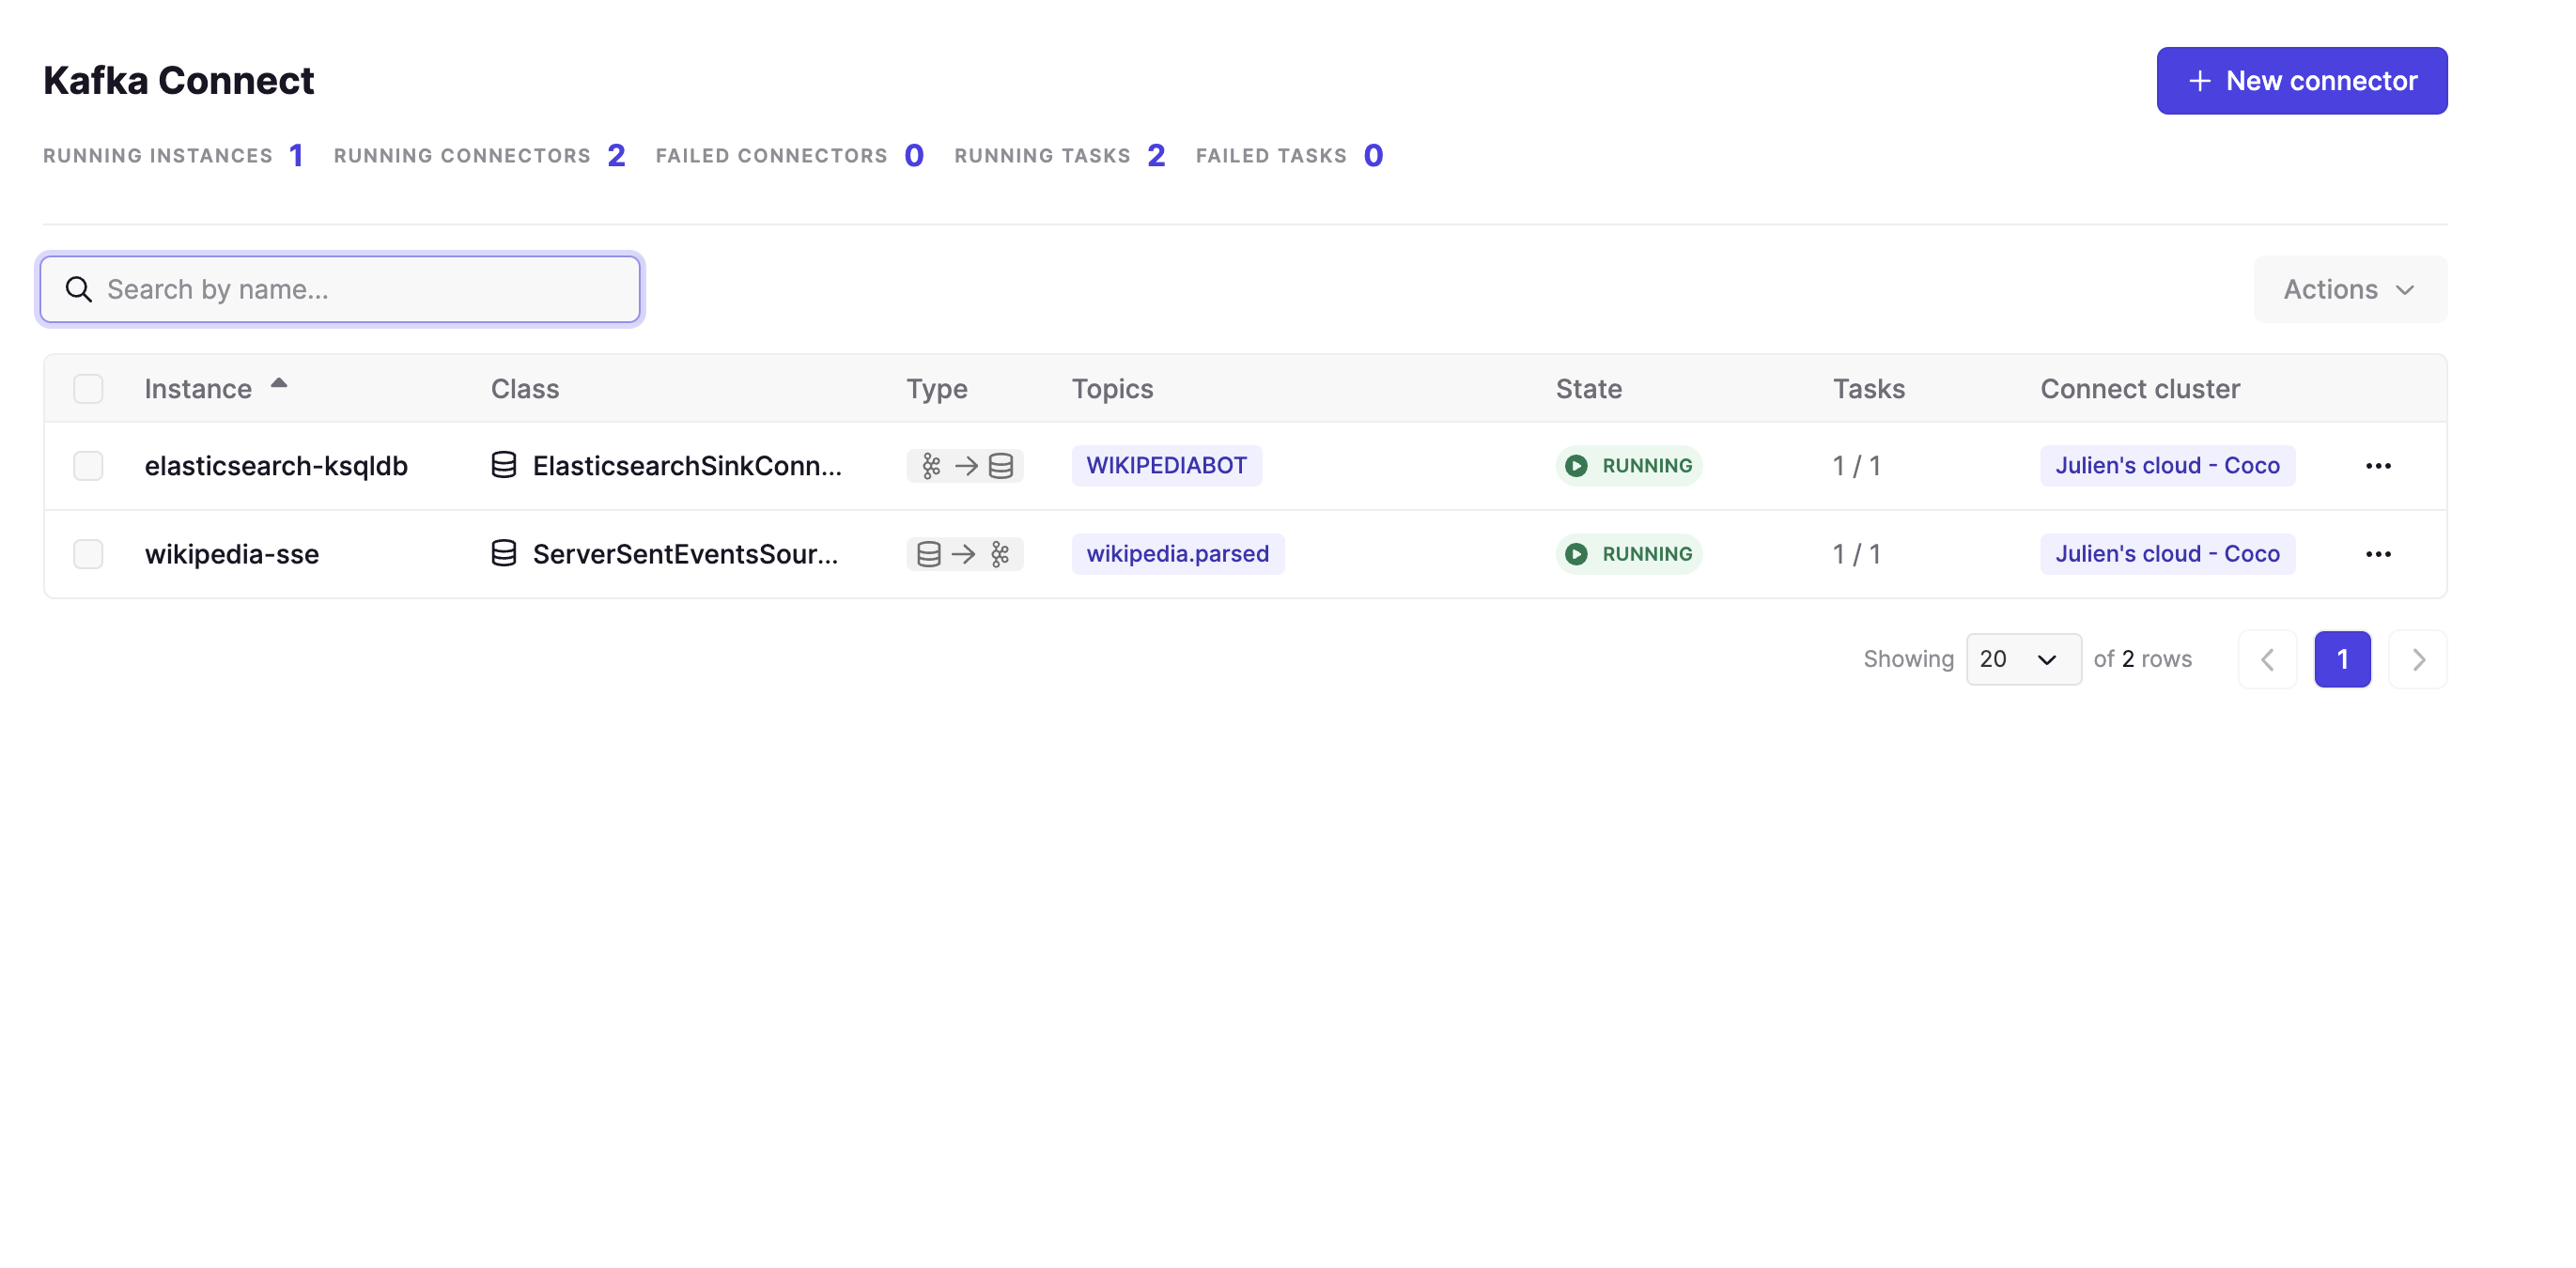 Kafka Connect
New connector
RUNNING INSTANCES 1 RUNNING CONNECTORS 2 FAILED CONNECTORS 0 RUNNING TASKS 2 FAILED TASKS 0
Search by name...
Actions
Instance Class Type Topics State Tasks Connect cluster
elasticsearch-ksqldb ElasticsearchSinkConn... WIKIPEDIABOT RUNNING 1 / 1 Julien's cloud - Coco
wikipedia-sse ServerSentEventsSour... wikipedia.parsed RUNNING 1 / 1 Julien's cloud - Coco
Showing 20 of 2 rows 1